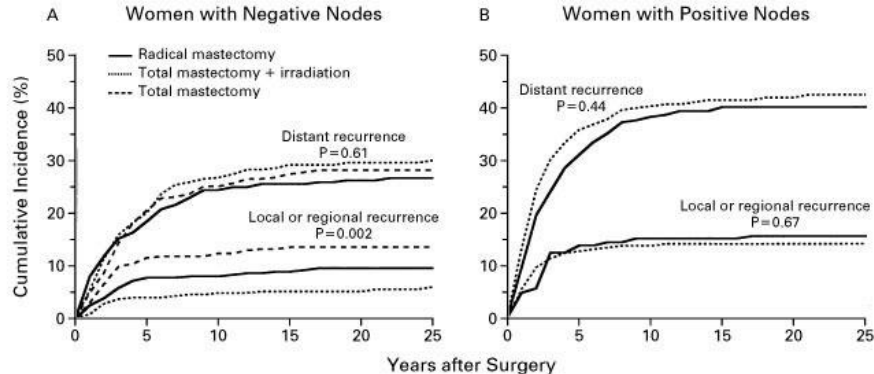 A
Women with Negative Nodes
Radical mastectomy
Total mastectomy + irradiation
Total mastectomy
Distant recurrence
P=0.61
Local or regional recurrence
P=0.002
50
40
30
20
10
0
0
5
10
15
20
25
Cumulative Incidence (%)
B
Women with Positive Nodes
Distant recurrence
P=0.44
Local or regional recurrence
P=0.67
50
40
30
20
10
0
0
5
10
15
20
25
Years after Surgery